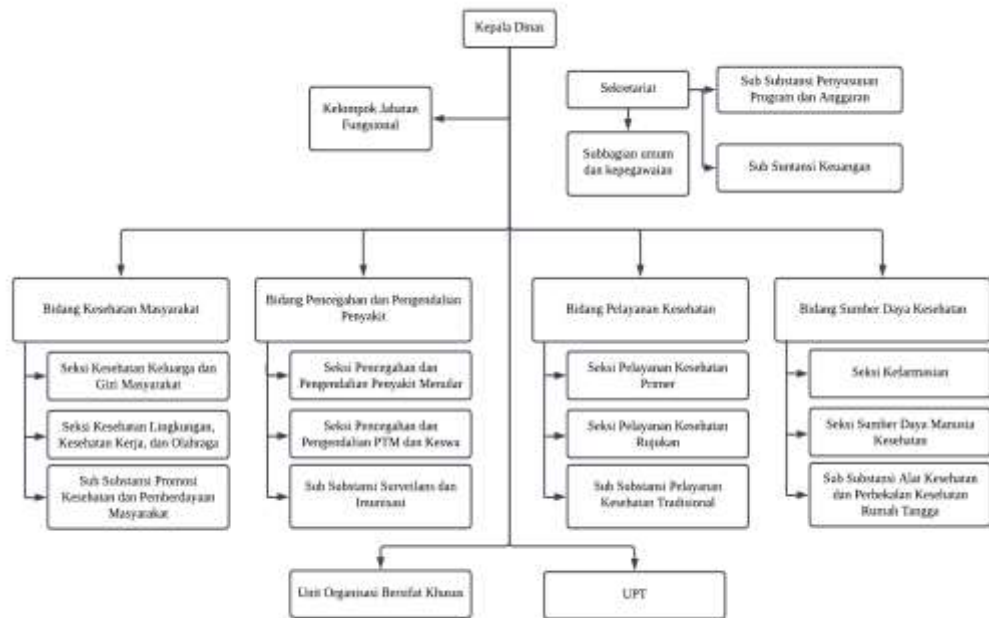 Kepala Dinas
Sekretariat
Sub Substansi Penyusunan
Program dan Anggaran
Kelompok Jabatan
Fungsional
Subbagian umum
dan kepegawaian
Sub Suntansi Keuangan
Bidang Kesehatan Masyarakat
Bidang Pencegahan dan Pengendalian
Penyakit
Bidang Pelayanan Kesehatan
Bidang Sumber Daya Kesehatan
Seksi Kesehatan Keluarga dan
Gizi Masyarakat
Seksi Pencegahan dan
Pengendalian Penyakit Menular
Seksi Pelayanan Kesehatan
Primer
Seksi Kefarmasian
Seksi Kesehatan Lingkungan,
Kesehatan Kerja, dan Olahraga
Seksi Pencegahan dan
Pengendalian PTM dan Keswa
Seksi Pelayanan Kesehatan
Rujukan
Seksi Sumber Daya Manusia
Kesehatan
Sub Substansi Promosi
Kesehatan dan Pemberdayaan
Masyarakat
Sub Substansi Surveilans dan
Imunisasi
Sub Substansi Pelayanan
Kesehatan Tradisional
Sub Substansi Alat Kesehatan
dan Perbekalan Kesehatan
Rumah Tangga
Unit Organisasi Bersifat Khusus
UPT